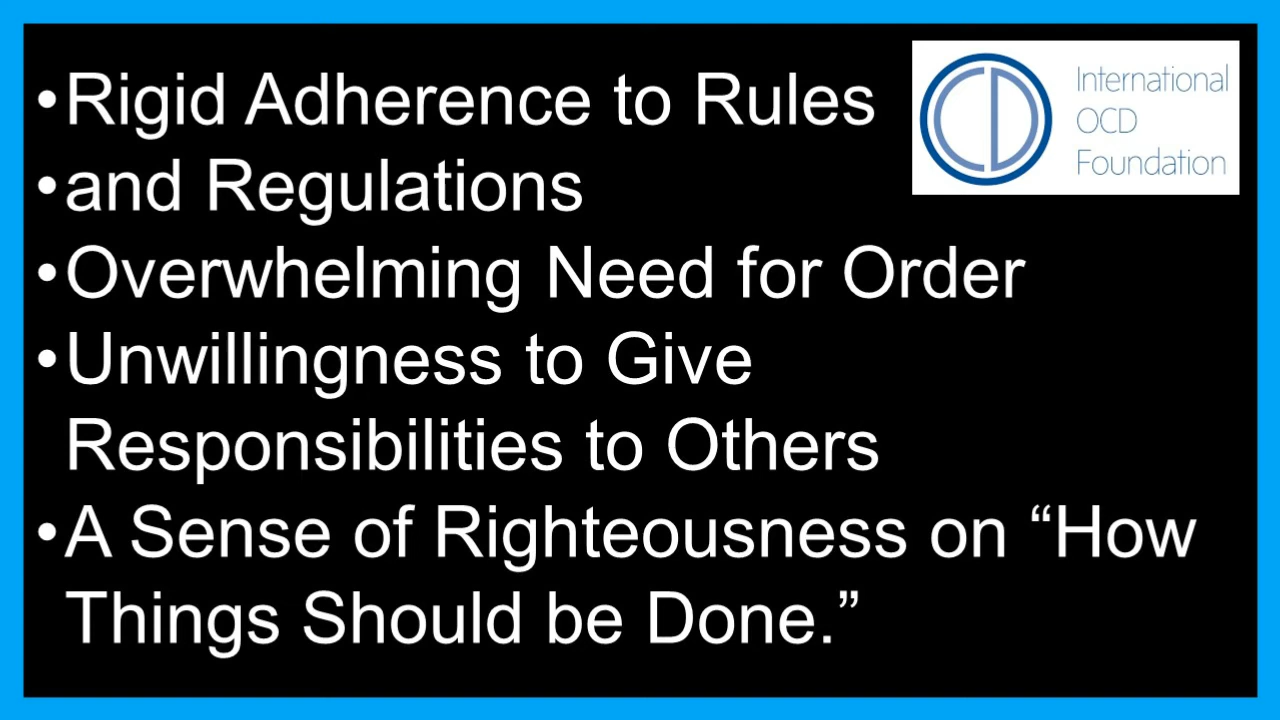 •Rigid Adherence to Rules
•and Regulations
•Overwhelming Need for Order
•Unwillingness to Give
Responsibilities to Others
•A Sense of Righteousness on “How
Things Should be Done.”
International
OCD
Foundation